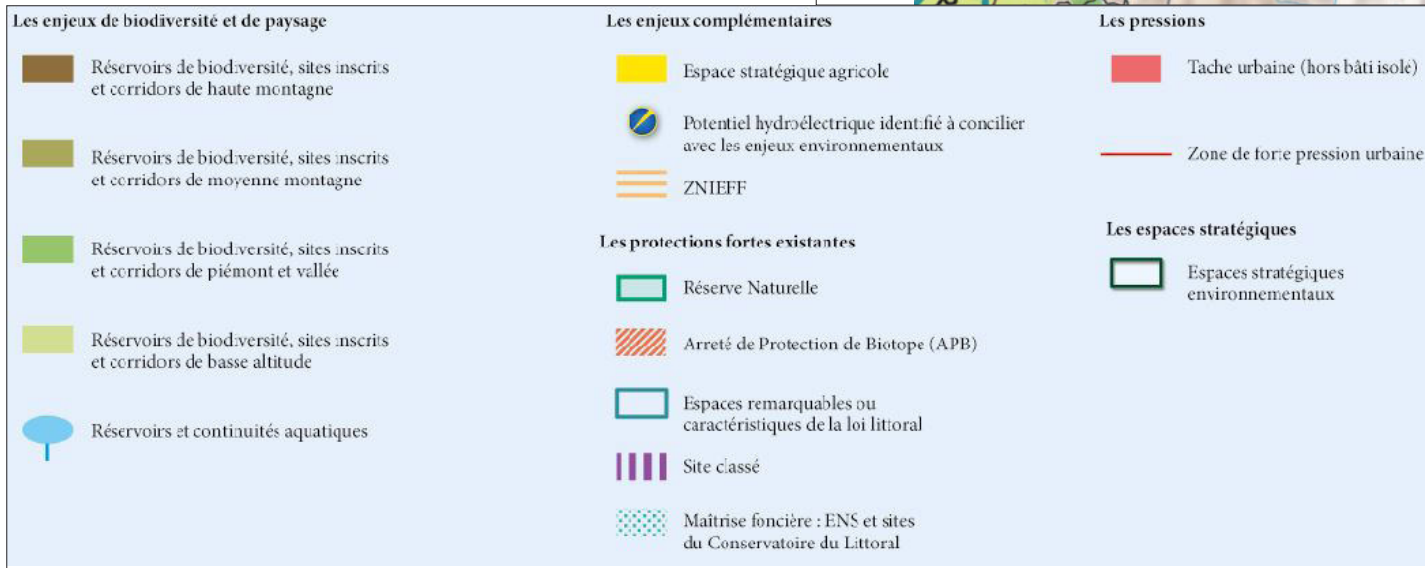 Les enjeux de biodiversité et de paysage
Réservoirs de biodiversité, sites inscrits
et corridors de haute montagne
Réservoirs de biodiversité, sites inscrits
et corridors de moyenne montagne
Réservoirs de biodiversité, sites inscrits
et corridors de piémont et vallée
Réservoirs de biodiversité, sites inscrits
et corridors de basse altitude
Réservoirs et continuités aquatiques
Les enjeux complémentaires
Espace stratégique agricole
Potentiel hydroélectrique identifié à concilier
avec les enjeux environnementaux
ZNIEFF
Les protections fortes existantes
Réserve Naturelle
Arreté de Protection de Biotope (APB)
Espaces remarquables ou
caractéristiques de la loi littoral
Site classé
Maîtrise foncière : ENS et sites
du Conservatoire du Littoral
Les pressions
Tache urbaine (hors bâti isolé)
Zone de forte pression urbaine
Les espaces stratégiques
Espaces stratégiques
environnementaux